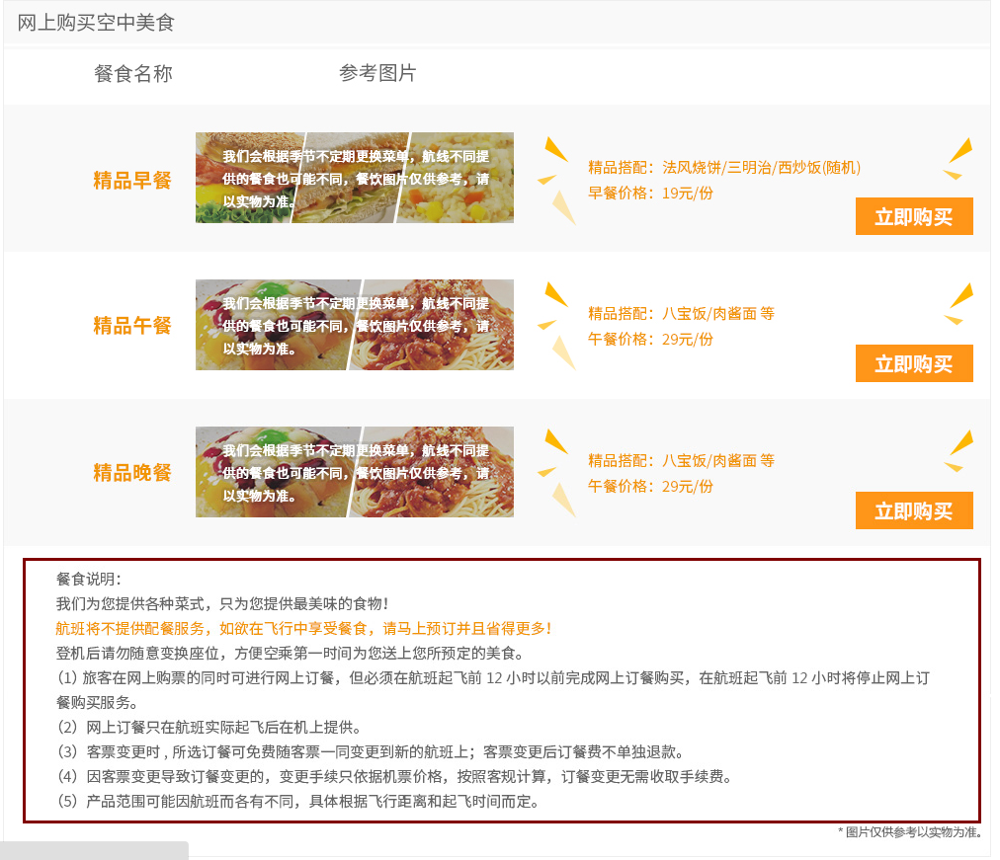 网上购买空中美食
餐食名称
参考图片
精品早餐
我们会根据季节不定期更换菜单，航线不同提
供的餐食也可能不同，餐饮图片仅供参考，请
以实物为准。
精品搭配：法风烧饼/三明治/西炒饭(随机)
早餐价格：19元/份
立即购买
精品午餐
我们会根据季节不定期更换菜单，航线不同提
供的餐食也可能不同，餐饮图片仅供参考，请
以实物为准。
精品搭配：八宝饭/肉酱面 等
午餐价格：29元/份
立即购买
精品晚餐
我们会根据季节不定期更换菜单，航线不同提
供的餐食也可能不同，餐饮图片仅供参考，请
以实物为准。
精品搭配：八宝饭/肉酱面 等
午餐价格：29元/份
立即购买
餐食说明：
我们为您提供各种菜式，只为您提供最美味的食物！
航班将不提供配餐服务，如欲在飞行中享受餐食，请马上预订并且省得更多！
登机后请勿随意变换座位，方便空乘第一时间为您送上您所预定的美食。
（1）旅客在网上购票的同时可进行网上订餐，但必须在航班起飞前 12 小时以前完成网上订餐购买，在航班起飞前 12 小时将停止网上订
餐购买服务。
（2）网上订餐只在航班实际起飞后在机上提供。
（3）客票变更时 , 所选订餐可免费随客票一同变更到新的航班上；客票变更后订餐费不单独退款。
（4）因客票变更导致订餐变更的，变更手续只依据机票价格，按照客规计算，订餐变更无需收取手续费。
（5）产品范围可能因航班而各有不同，具体根据飞行距离和起飞时间而定。
* 图片仅供参考以实物为准。